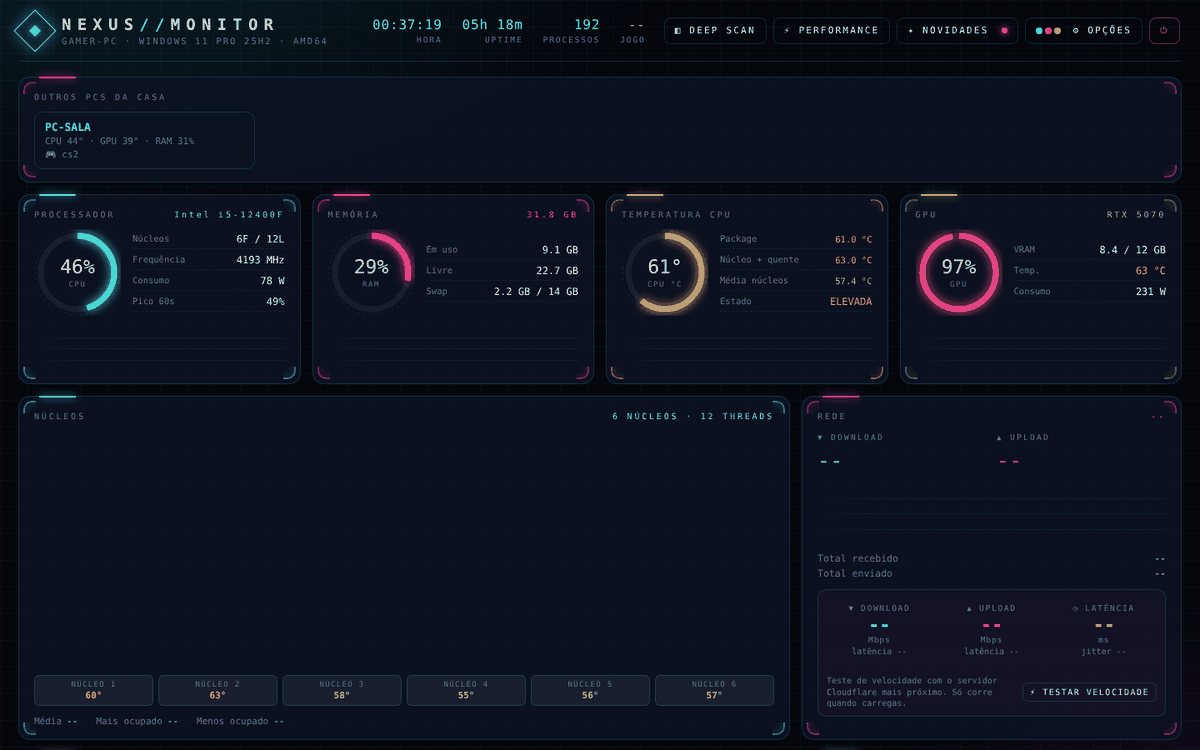 NEXUS//MONITOR
GAMER-PC · WINDOWS 11 PRO 25H2 · AMD64
00:37:19
HORA
05h 18m
UPTIME
192
PROCESSOS
--
JOGO
DEEP SCAN
⚡ PERFORMANCE
✦ NOVIDADES
⚙ OPÇÕES
OUTROS PCS DA CASA
PC-SALA
CPU 44° · GPU 39° · RAM 31%
🎮 cs2
PROCESSADOR
Intel i5-12400F
46%
CPU
Núcleos 6F / 12L
Frequência 4193 MHz
Consumo 78 W
Pico 60s 49%
MEMÓRIA
31.8 GB
29%
RAM
Em uso 9.1 GB
Livre 22.7 GB
Swap 2.2 GB / 14 GB
TEMPERATURA CPU
61°
CPU °C
Package 61.0 °C
Núcleo + quente 63.0 °C
Média núcleos 57.4 °C
Estado ELEVADA
GPU
RTX 5070
97%
GPU
VRAM 8.4 / 12 GB
Temp. 63 °C
Consumo 231 W
NÚCLEOS
6 NÚCLEOS · 12 THREADS
NÚCLEO 1
60°
NÚCLEO 2
63°
NÚCLEO 3
58°
NÚCLEO 4
55°
NÚCLEO 5
56°
NÚCLEO 6
57°
Média -- Mais ocupado -- Menos ocupado --
REDE
--
▼ DOWNLOAD
--
▲ UPLOAD
--
Total recebido --
Total enviado --
▼ DOWNLOAD
--
Mbps
latência --
▲ UPLOAD
--
Mbps
latência --
◷ LATÊNCIA
--
ms
jitter --
Teste de velocidade com o servidor
Cloudflare mais próximo. Só corre
quando carregas.
⚡ TESTAR VELOCIDADE